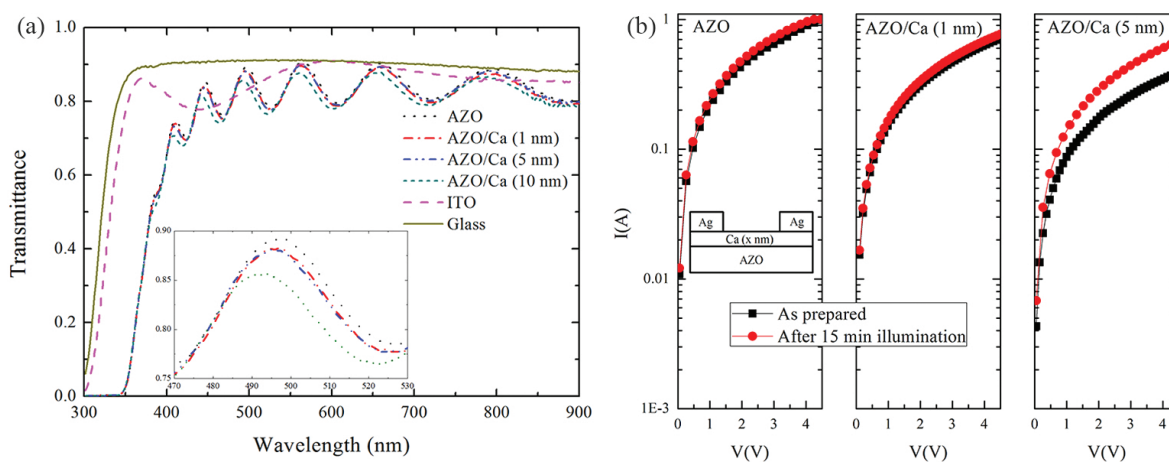 (a)
1.0
0.8
0.6
0.4
0.2
0.0
Transmittance
300 400 500 600 700 800 900
Wavelength (nm)
AZO
AZO/Ca (1 nm)
AZO/Ca (5 nm)
AZO/Ca (10 nm)
ITO
Glass
0.90
0.85
0.80
0.75
470 480 490 500 510 520 530
(b)
1
0.1
0.01
1E-3
I(A)
AZO
Ag Ag
Ca (x nm)
AZO
0 1 2 3 4
V(V)
AZO/Ca (1 nm)
0 1 2 3 4
V(V)
AZO/Ca (5 nm)
0 1 2 3 4
V(V)
As prepared
After 15 min illumination